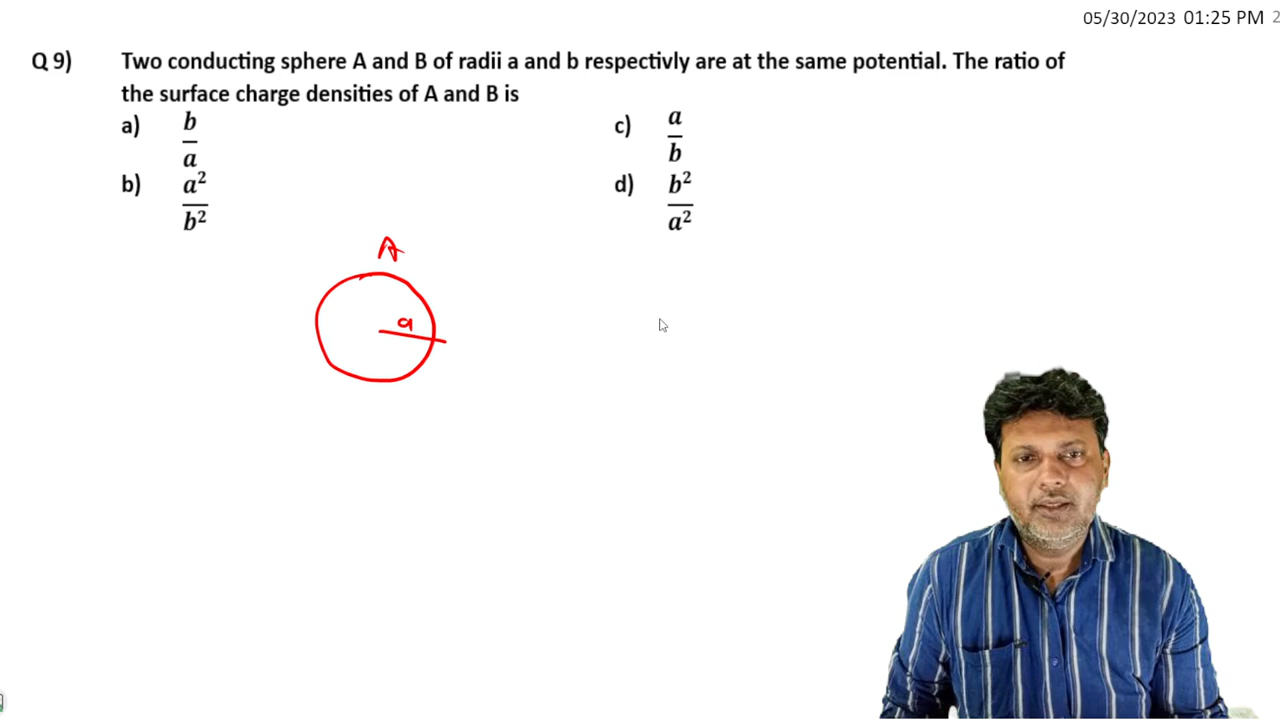 05/30/2023 01:25 PM 2
Q 9) Two conducting sphere A and B of radii a and b respectivly are at the same potential. The ratio of
the surface charge densities of A and B is
a) b/a c) a/b
b) a²/b² d) b²/a²
A
a